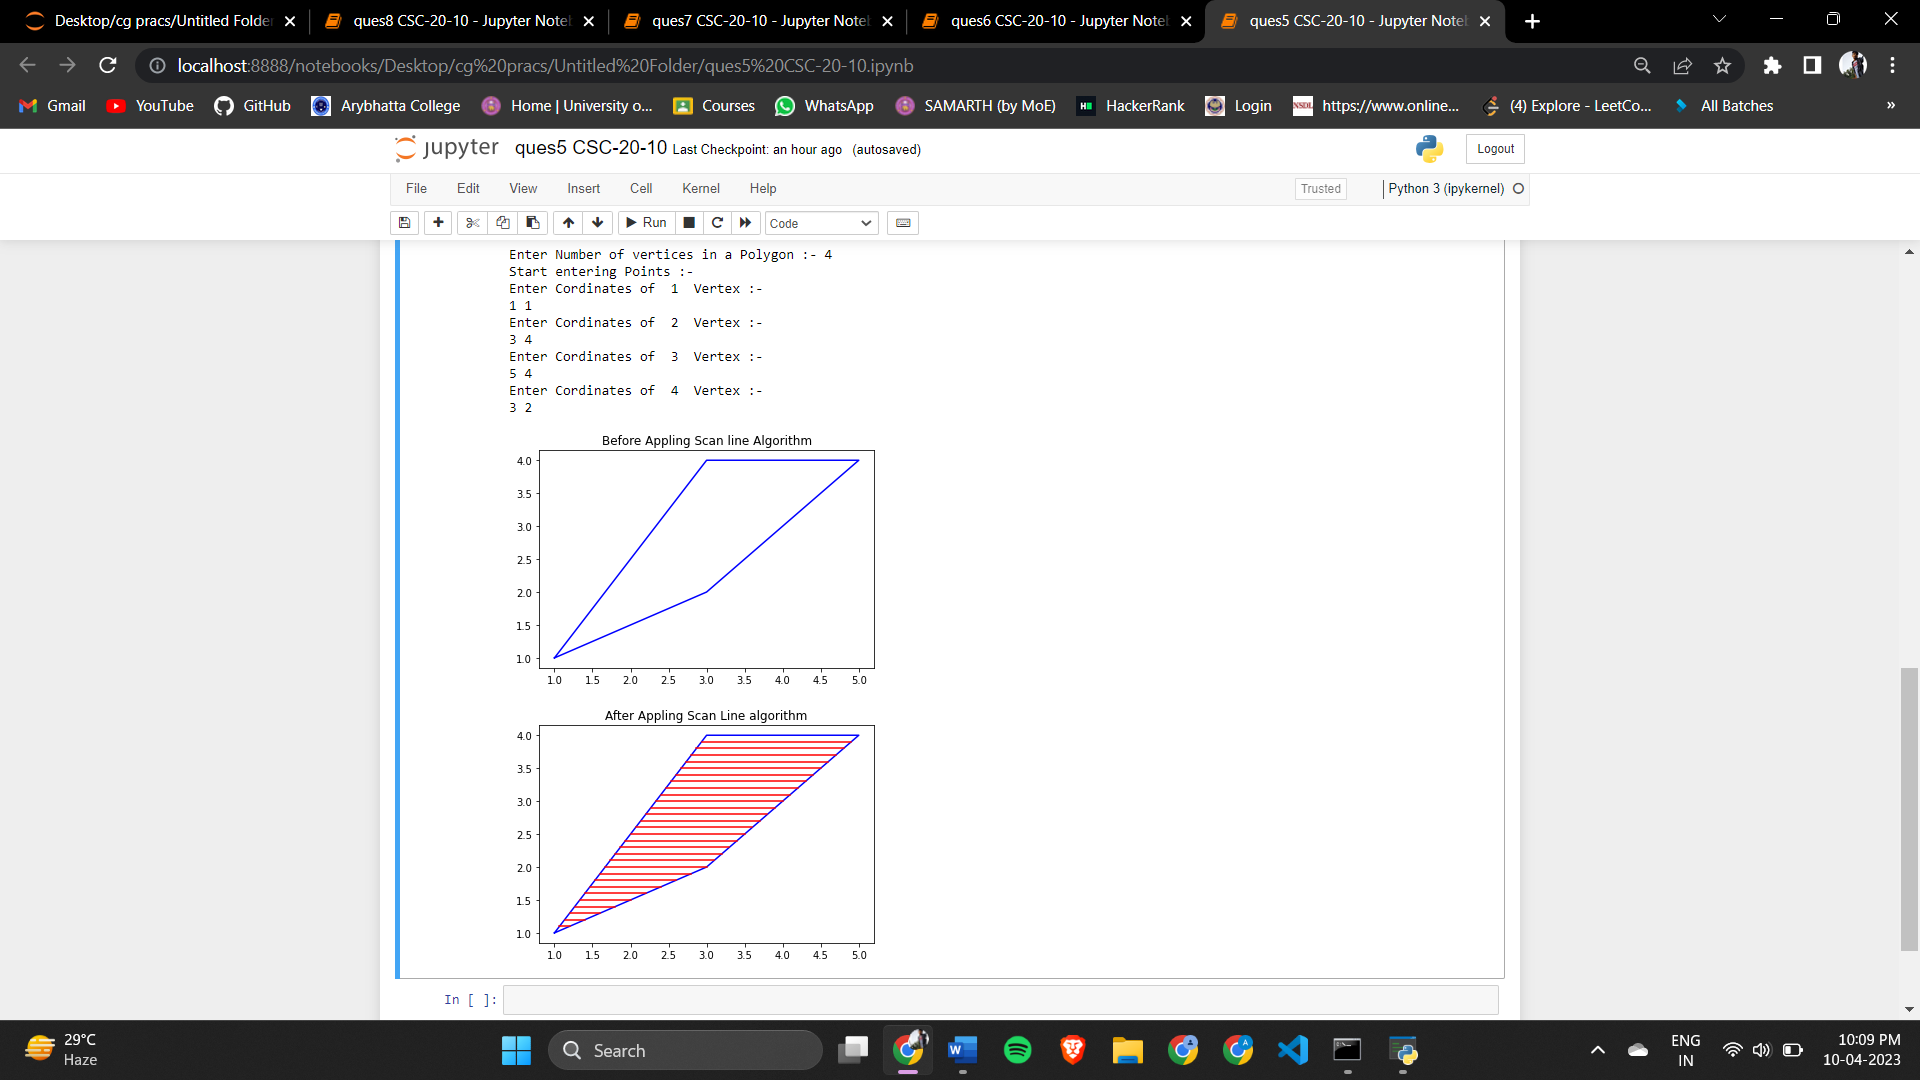 Desktop/cg pracs/Untitled Folder
ques8 CSC-20-10 - Jupyter Note
ques7 CSC-20-10 - Jupyter Note
ques6 CSC-20-10 - Jupyter Note
ques5 CSC-20-10 - Jupyter Note
localhost:8888/notebooks/Desktop/cg%20pracs/Untitled%20Folder/ques5%20CSC-20-10.ipynb
Gmail YouTube GitHub Arybhatta College Home | University o... Courses WhatsApp SAMARTH (by MoE) HackerRank Login https://www.online... (4) Explore - LeetCo... All Batches »
jupyter ques5 CSC-20-10 Last Checkpoint: an hour ago (autosaved) Logout
File Edit View Insert Cell Kernel Help Trusted Python 3 (ipykernel)
Run Code
Enter Number of vertices in a Polygon :- 4
Start entering Points :-
Enter Cordinates of  1  Vertex :-
1 1
Enter Cordinates of  2  Vertex :-
3 4
Enter Cordinates of  3  Vertex :-
5 4
Enter Cordinates of  4  Vertex :-
3 2
Before Appling Scan line Algorithm
4.0
3.5
3.0
2.5
2.0
1.5
1.0
1.0 1.5 2.0 2.5 3.0 3.5 4.0 4.5 5.0
After Appling Scan Line algorithm
4.0
3.5
3.0
2.5
2.0
1.5
1.0
1.0 1.5 2.0 2.5 3.0 3.5 4.0 4.5 5.0
In [ ]:
29°C
Haze
Search
ENG
IN
10:09 PM
10-04-2023